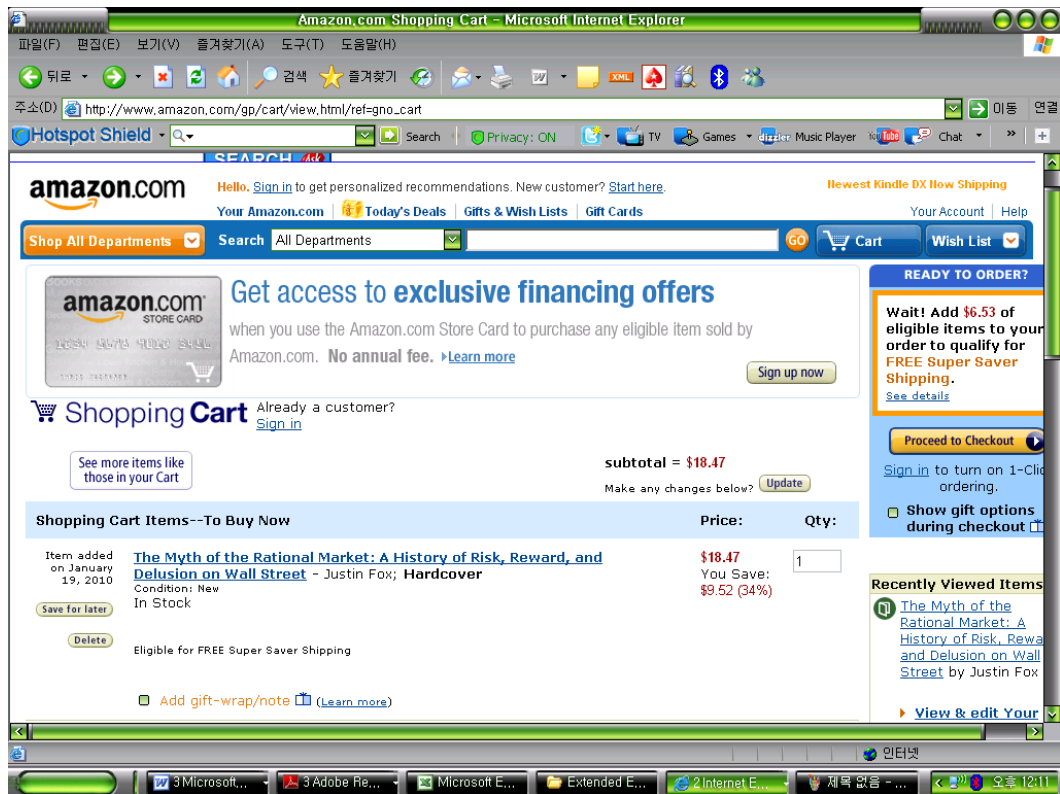 Amazon.com Shopping Cart - Microsoft Internet Explorer
파일(F) 편집(E) 보기(V) 즐겨찾기(A) 도구(T) 도움말(H)
뒤로 검색 즐겨찾기 XML
주소(D) http://www.amazon.com/gp/cart/view.html/ref=gno_cart 이동 연결
Hotspot Shield Search Privacy: ON TV Games dizzler Music Player YouTube Chat »
SEARCH
amazon.com Hello. Sign in to get personalized recommendations. New customer? Start here. Newest Kindle DX Now Shipping
Your Amazon.com Today's Deals Gifts & Wish Lists Gift Cards Your Account Help
Shop All Departments Search All Departments GO Cart Wish List
amazon.com
STORE CARD
Get access to exclusive financing offers
when you use the Amazon.com Store Card to purchase any eligible item sold by
Amazon.com. No annual fee. Learn more
Sign up now
READY TO ORDER?
Wait! Add $6.53 of
eligible items to your
order to qualify for
FREE Super Saver
Shipping.
See details
Proceed to Checkout
Sign in to turn on 1-Clic
ordering.
Show gift options
during checkout
Shopping Cart Already a customer?
Sign in
See more items like
those in your Cart
subtotal = $18.47
Make any changes below? Update
Shopping Cart Items--To Buy Now Price: Qty:
Item added
on January
19, 2010
Save for later
Delete
The Myth of the Rational Market: A History of Risk, Reward, and
Delusion on Wall Street - Justin Fox; Hardcover
Condition: New
In Stock
Eligible for FREE Super Saver Shipping
Add gift-wrap/note (Learn more)
$18.47
You Save:
$9.52 (34%)
1
Recently Viewed Items
The Myth of the
Rational Market: A
History of Risk, Rewa
and Delusion on Wall
Street by Justin Fox
View & edit Your
인터넷
3 Microsoft... 3 Adobe Re... Microsoft E... Extended E... 2 Internet E... 제목 없음 - ... 오후 12:11